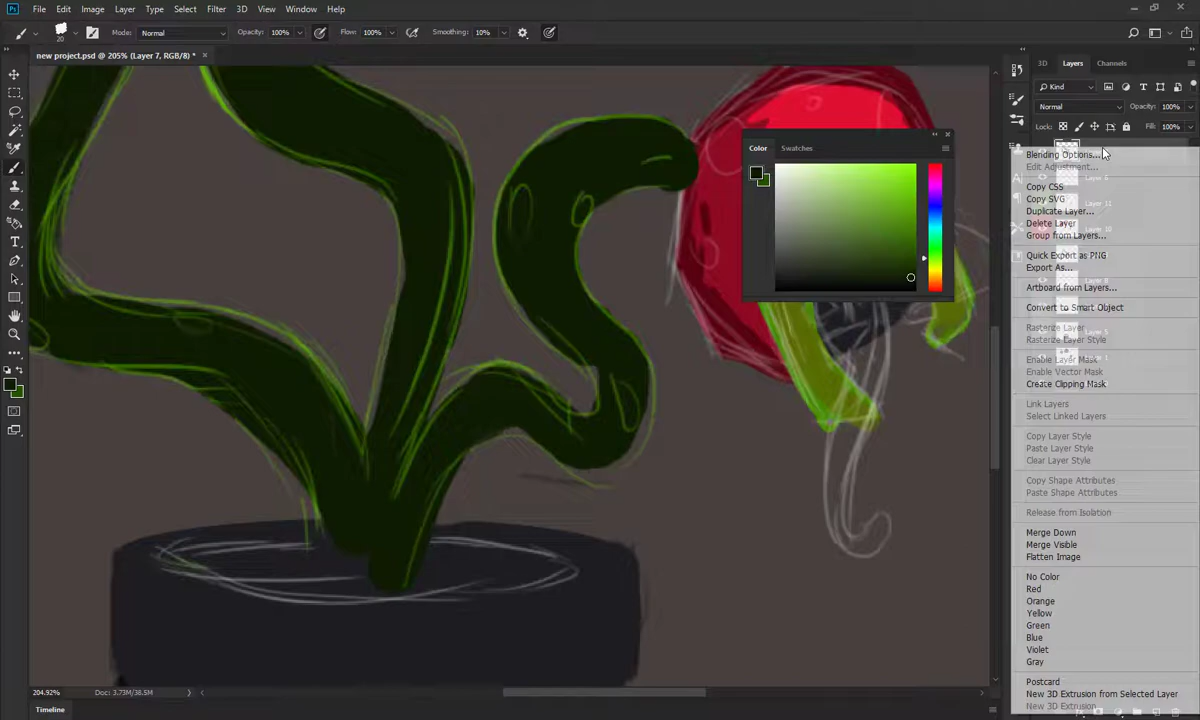 Ps File Edit Image Layer Type Select Filter 3D View Window Help
20 Mode: Normal Opacity: 100% Flow: 100% Smoothing: 10%
new project.psd @ 205% (Layer 7, RGB/8) * ×
3D Layers Channels
Kind
Normal Opacity: 100%
Lock: Fill: 100%
Color Swatches
Blending Options...
Edit Adjustment...
Copy CSS
Copy SVG
Duplicate Layer...
Delete Layer
Group from Layers...
Quick Export as PNG
Export As...
Artboard from Layers...
Convert to Smart Object
Rasterize Layer
Rasterize Layer Style
Enable Layer Mask
Enable Vector Mask
Create Clipping Mask
Link Layers
Select Linked Layers
Copy Layer Style
Paste Layer Style
Clear Layer Style
Copy Shape Attributes
Paste Shape Attributes
Release from Isolation
Merge Down
Merge Visible
Flatten Image
No Color
Red
Orange
Yellow
Green
Blue
Violet
Gray
Postcard
New 3D Extrusion from Selected Layer
New 3D Extrusion
204.92% Doc: 3.73M/38.5M
Timeline